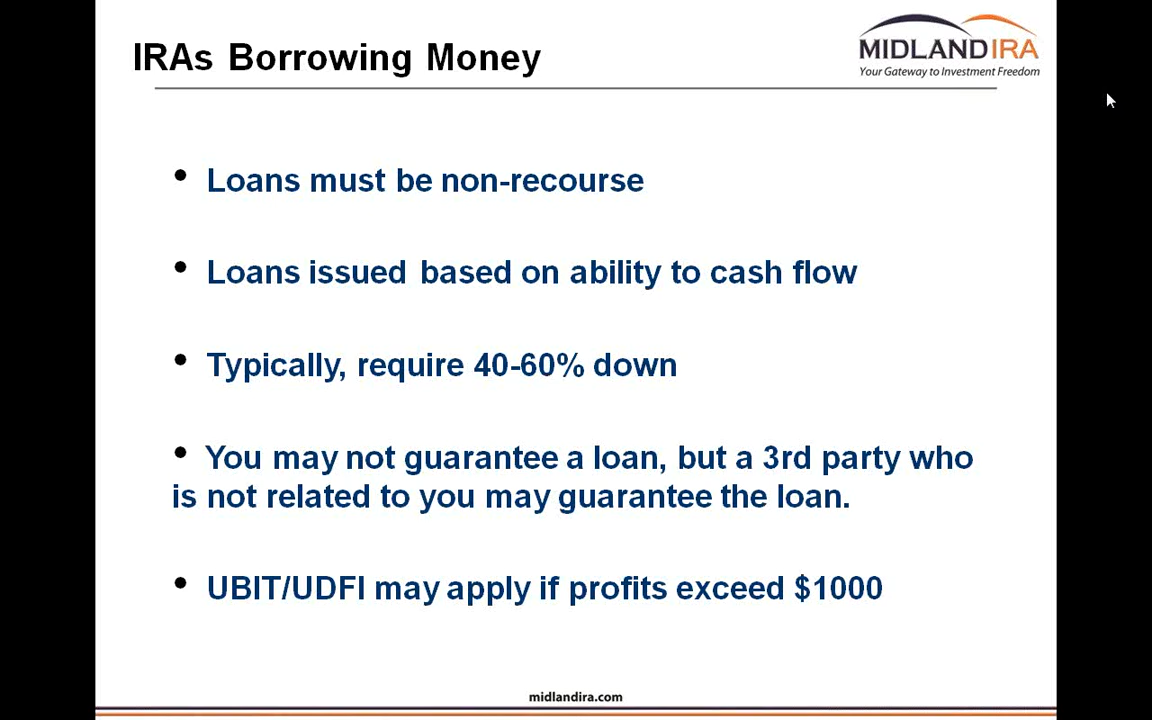 IRAs Borrowing Money
MIDLANDIRA
Your Gateway to Investment Freedom
• Loans must be non-recourse
• Loans issued based on ability to cash flow
• Typically, require 40-60% down
• You may not guarantee a loan, but a 3rd party who
is not related to you may guarantee the loan.
• UBIT/UDFI may apply if profits exceed $1000
midlandira.com